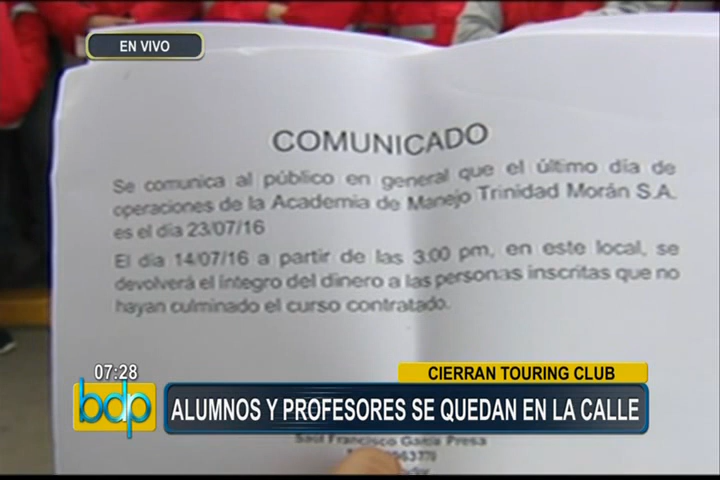 EN VIVO
COMUNICADO
Se comunica al público en general que el último día de
operaciones de la Academia de Manejo Trinidad Morán S.A.
es el día 23/07/16
El día 14/07/16 a partir de las 3:00 pm, en este local, se
devolverá el íntegro del dinero a las personas inscritas que no
hayan culminado el curso contratado.
07:28
CIERRAN TOURING CLUB
bdp
ALUMNOS Y PROFESORES SE QUEDAN EN LA CALLE
Saúl Francisco